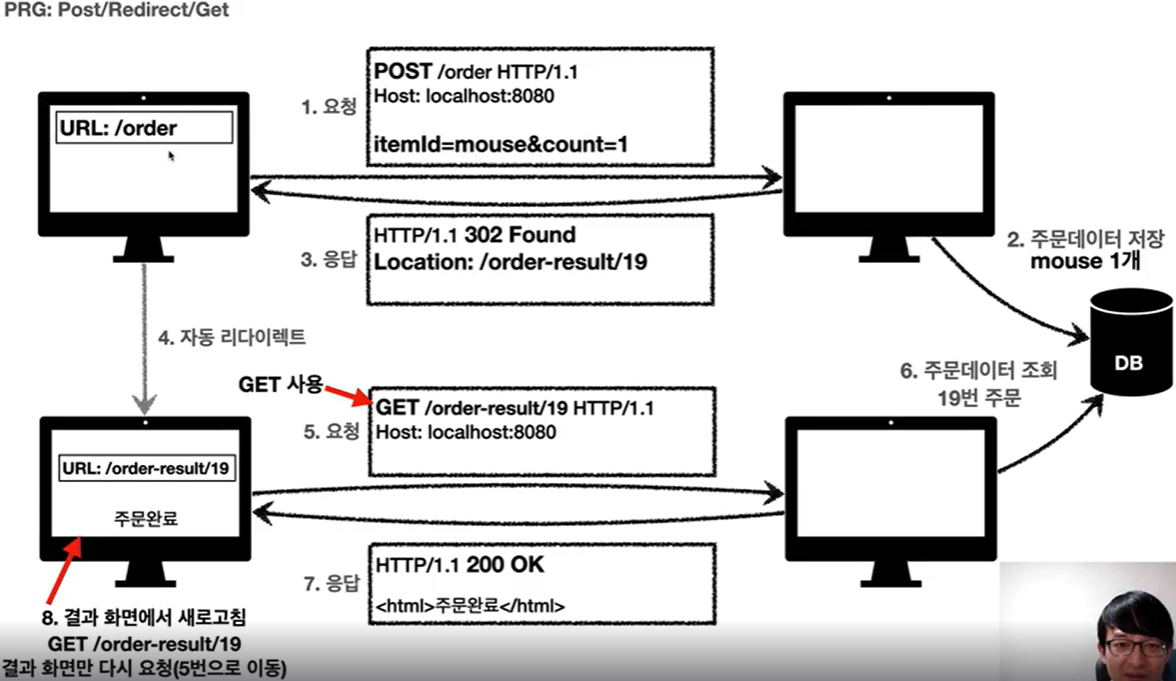 PRG: Post/Redirect/Get
URL: /order
1. 요청
POST /order HTTP/1.1
Host: localhost:8080
itemId=mouse&count=1
3. 응답
HTTP/1.1 302 Found
Location: /order-result/19
2. 주문데이터 저장
mouse 1개
DB
4. 자동 리다이렉트
GET 사용
5. 요청
GET /order-result/19 HTTP/1.1
Host: localhost:8080
6. 주문데이터 조회
19번 주문
URL: /order-result/19
주문완료
7. 응답
HTTP/1.1 200 OK
<html>주문완료</html>
8. 결과 화면에서 새로고침
GET /order-result/19
결과 화면만 다시 요청(5번으로 이동)